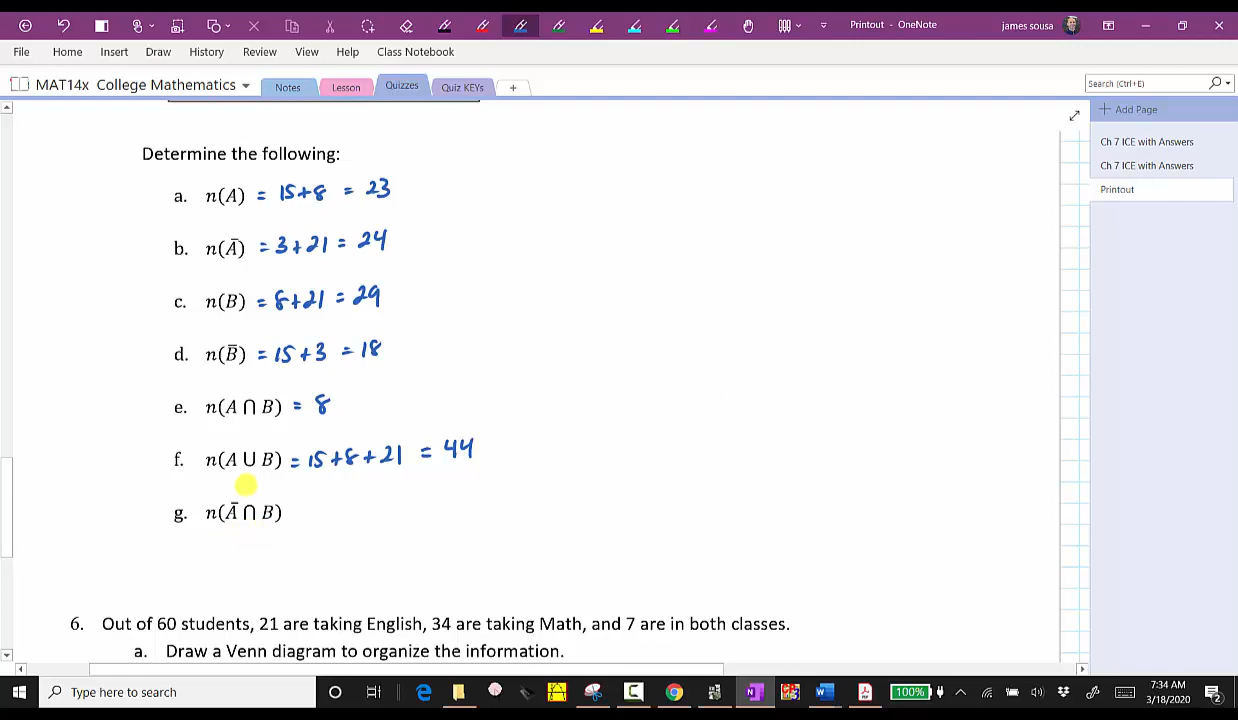 Printout - OneNote
james sousa
File Home Insert Draw History Review View Help Class Notebook
MAT14x College Mathematics
Notes Lesson Quizzes Quiz KEYs +
Search (Ctrl+E)
Add Page
Ch 7 ICE with Answers
Ch 7 ICE with Answers
Printout
Determine the following:
a. n(A) = 15+8 = 23
b. n(Ā) = 3+21 = 24
c. n(B) = 8+21 = 29
d. n(B̄) = 15+3 = 18
e. n(A ⋂ B) = 8
f. n(A ∪ B) = 15+8+21 = 44
g. n(Ā ⋂ B)
6. Out of 60 students, 21 are taking English, 34 are taking Math, and 7 are in both classes.
a. Draw a Venn diagram to organize the information.
Type here to search
100%
7:34 AM
3/18/2020
2